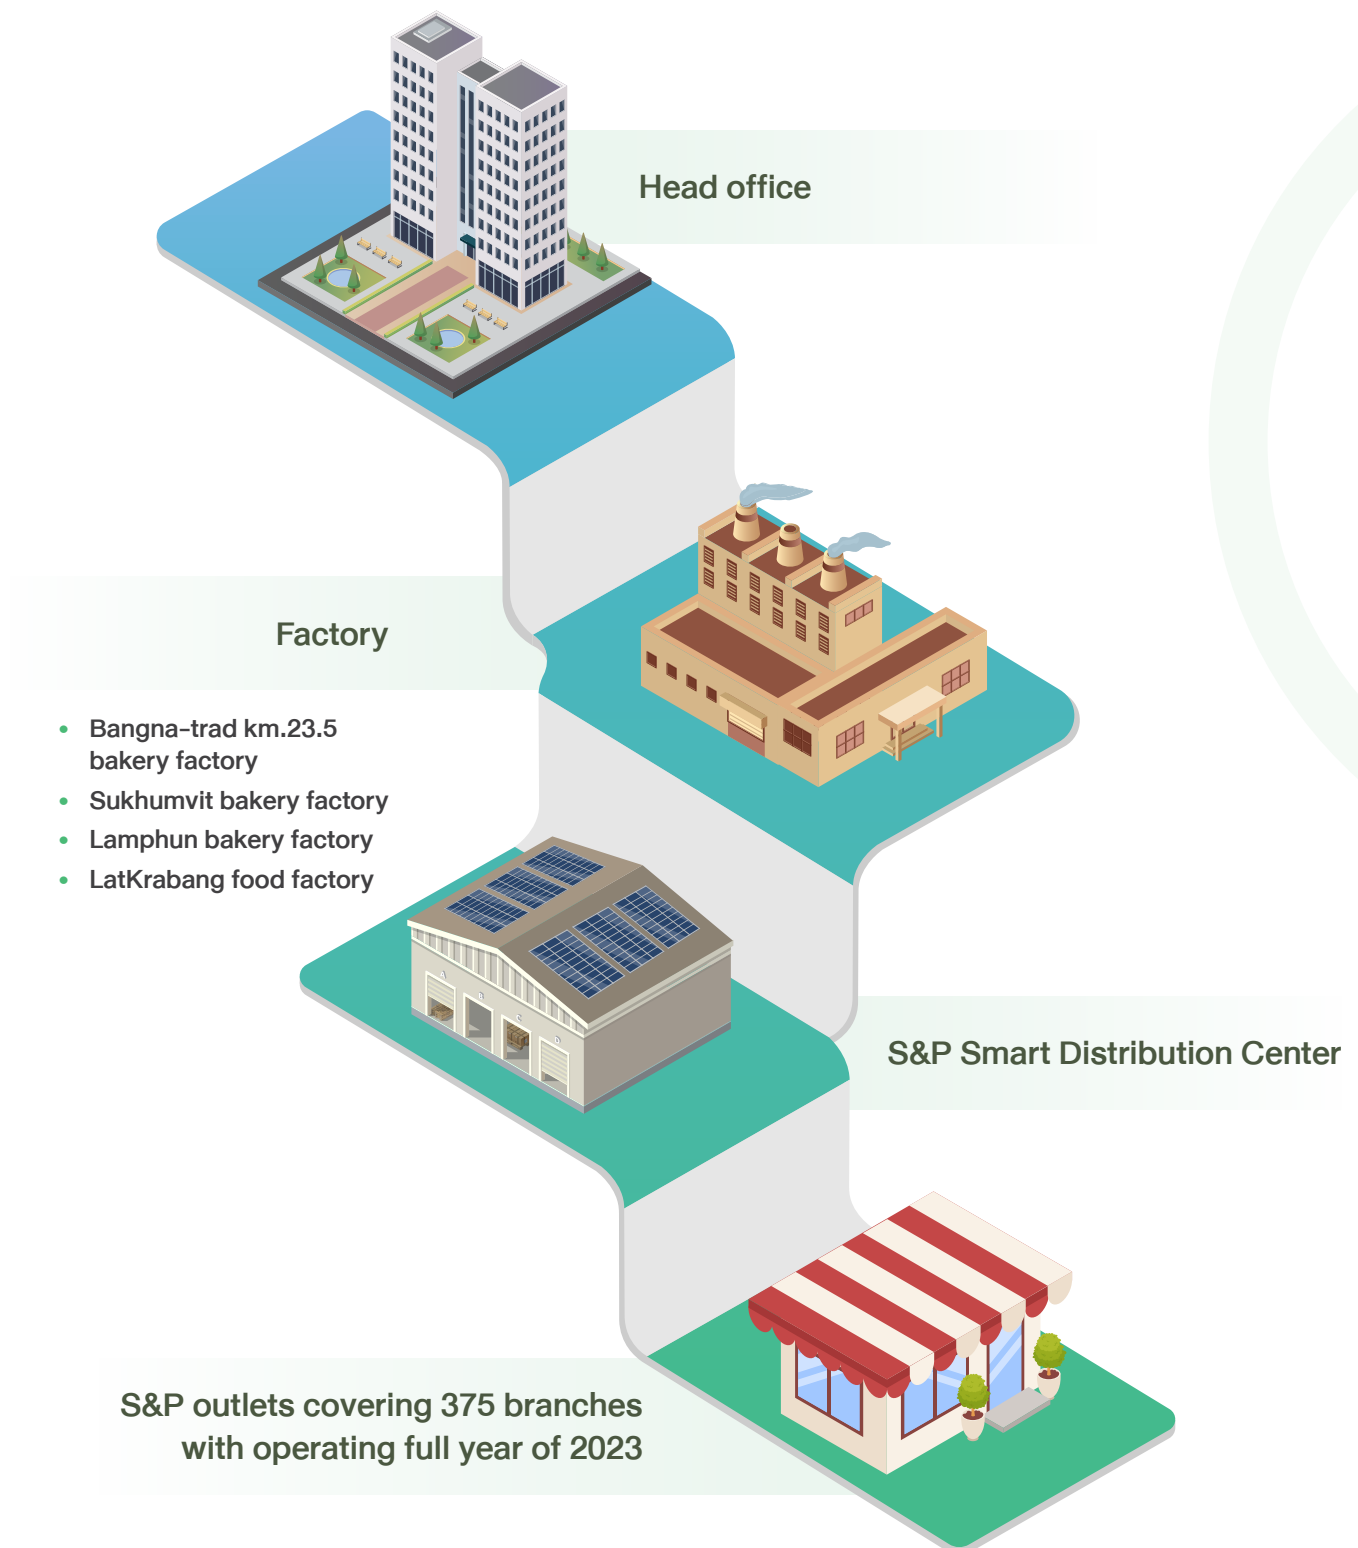 Head office
Factory
• Bangna-trad km.23.5
bakery factory
• Sukhumvit bakery factory
• Lamphun bakery factory
• LatKrabang food factory
A
B
C
D
S&P Smart Distribution Center
S&P outlets covering 375 branches
with operating full year of 2023